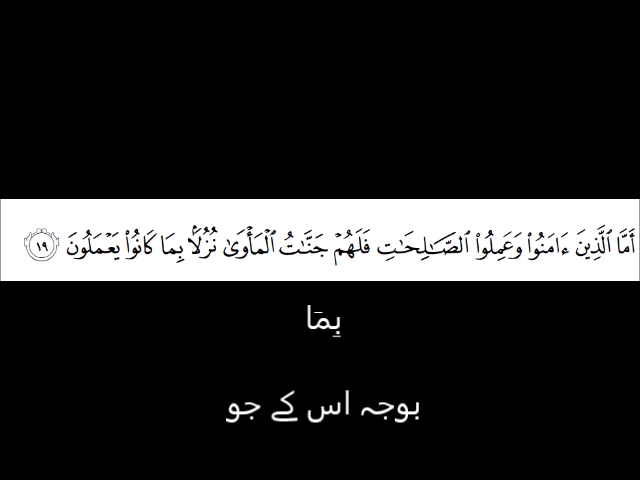 أَمَّا ٱلَّذِينَ ءَامَنُوا۟ وَعَمِلُوا۟ ٱلصَّـٰلِحَـٰتِ فَلَهُمْ جَنَّـٰتُ ٱلْمَأْوَىٰ نُزُلًۢا بِمَا كَانُوا۟ يَعْمَلُونَ ١٩
بِمَا
بوجہ اس کے جو